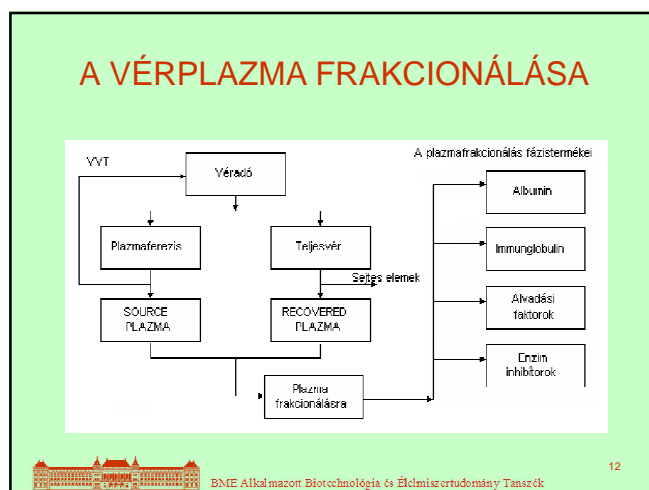 A VÉRPLAZMA FRAKCIONÁLÁSA
A plazmafrakcionálás fázistermékei
VVT
Véradó
Albumin
Plazmaferezis
Teljesvér
Immunglobulin
Sejtes elemek
SOURCE
PLAZMA
RECOVERED
PLAZMA
Alvadási
faktorok
Enzim
inhibítorok
Plazma
frakcionálásra
12
BME Alkalmazott Biotechnológia és Élelmiszertudomány Tanszék